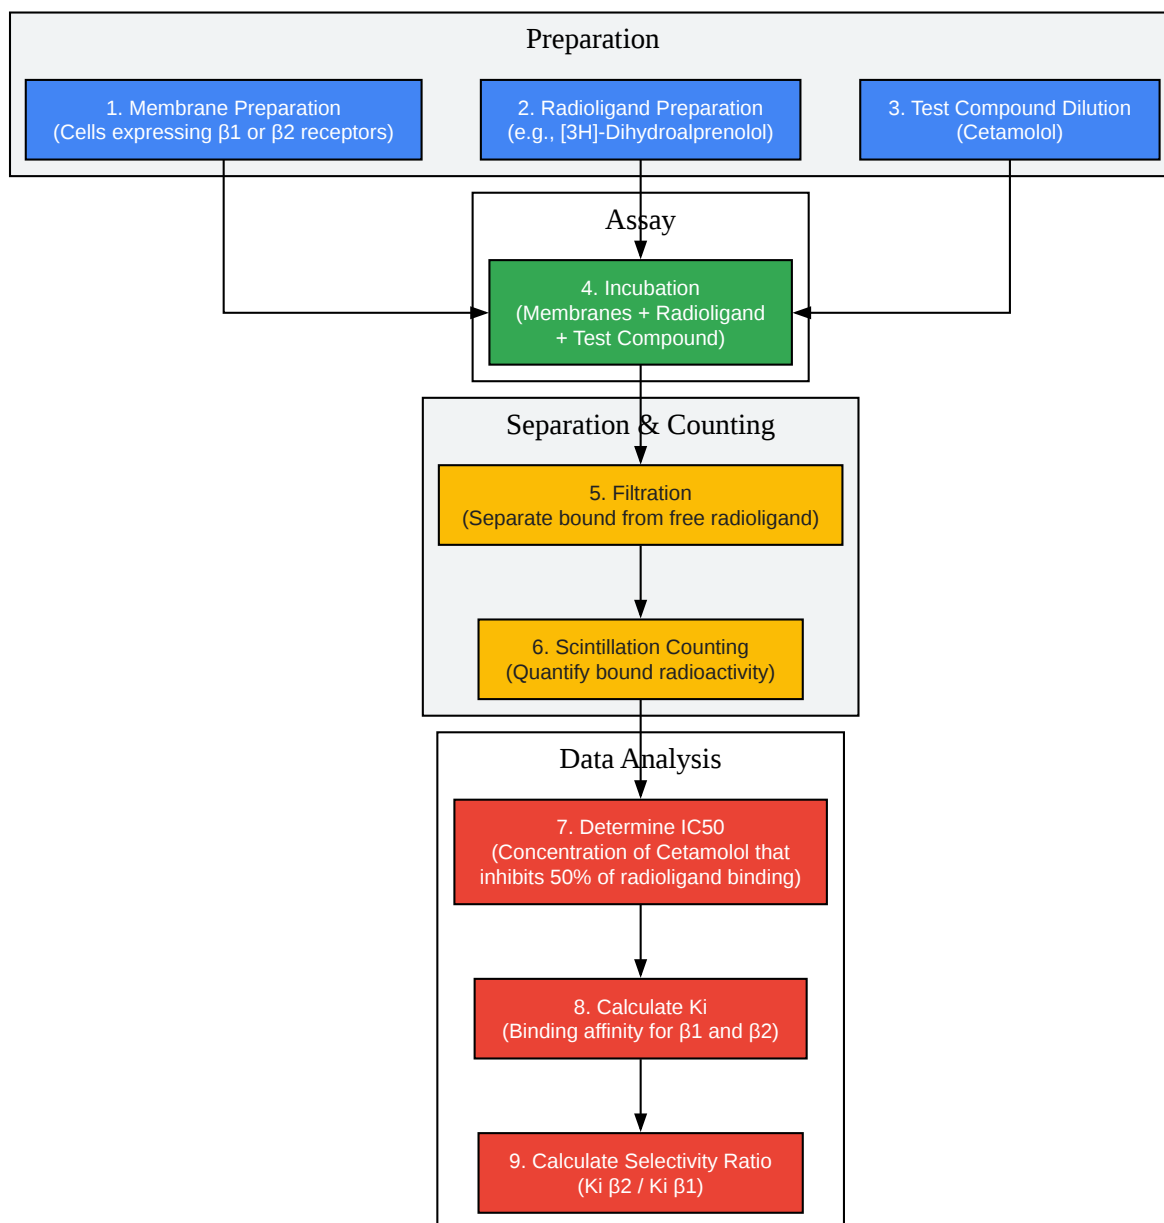 Preparation
1. Membrane Preparation
(Cells expressing β1 or β2 receptors)
2. Radioligand Preparation
(e.g., [3H]-Dihydroalprenolol)
3. Test Compound Dilution
(Cetamolol)
Assay
4. Incubation
(Membranes + Radioligand
+ Test Compound)
Separation & Counting
5. Filtration
(Separate bound from free radioligand)
6. Scintillation Counting
(Quantify bound radioactivity)
Data Analysis
7. Determine IC50
(Concentration of Cetamolol that
inhibits 50% of radioligand binding)
8. Calculate Ki
(Binding affinity for β1 and β2)
9. Calculate Selectivity Ratio
(Ki β2 / Ki β1)